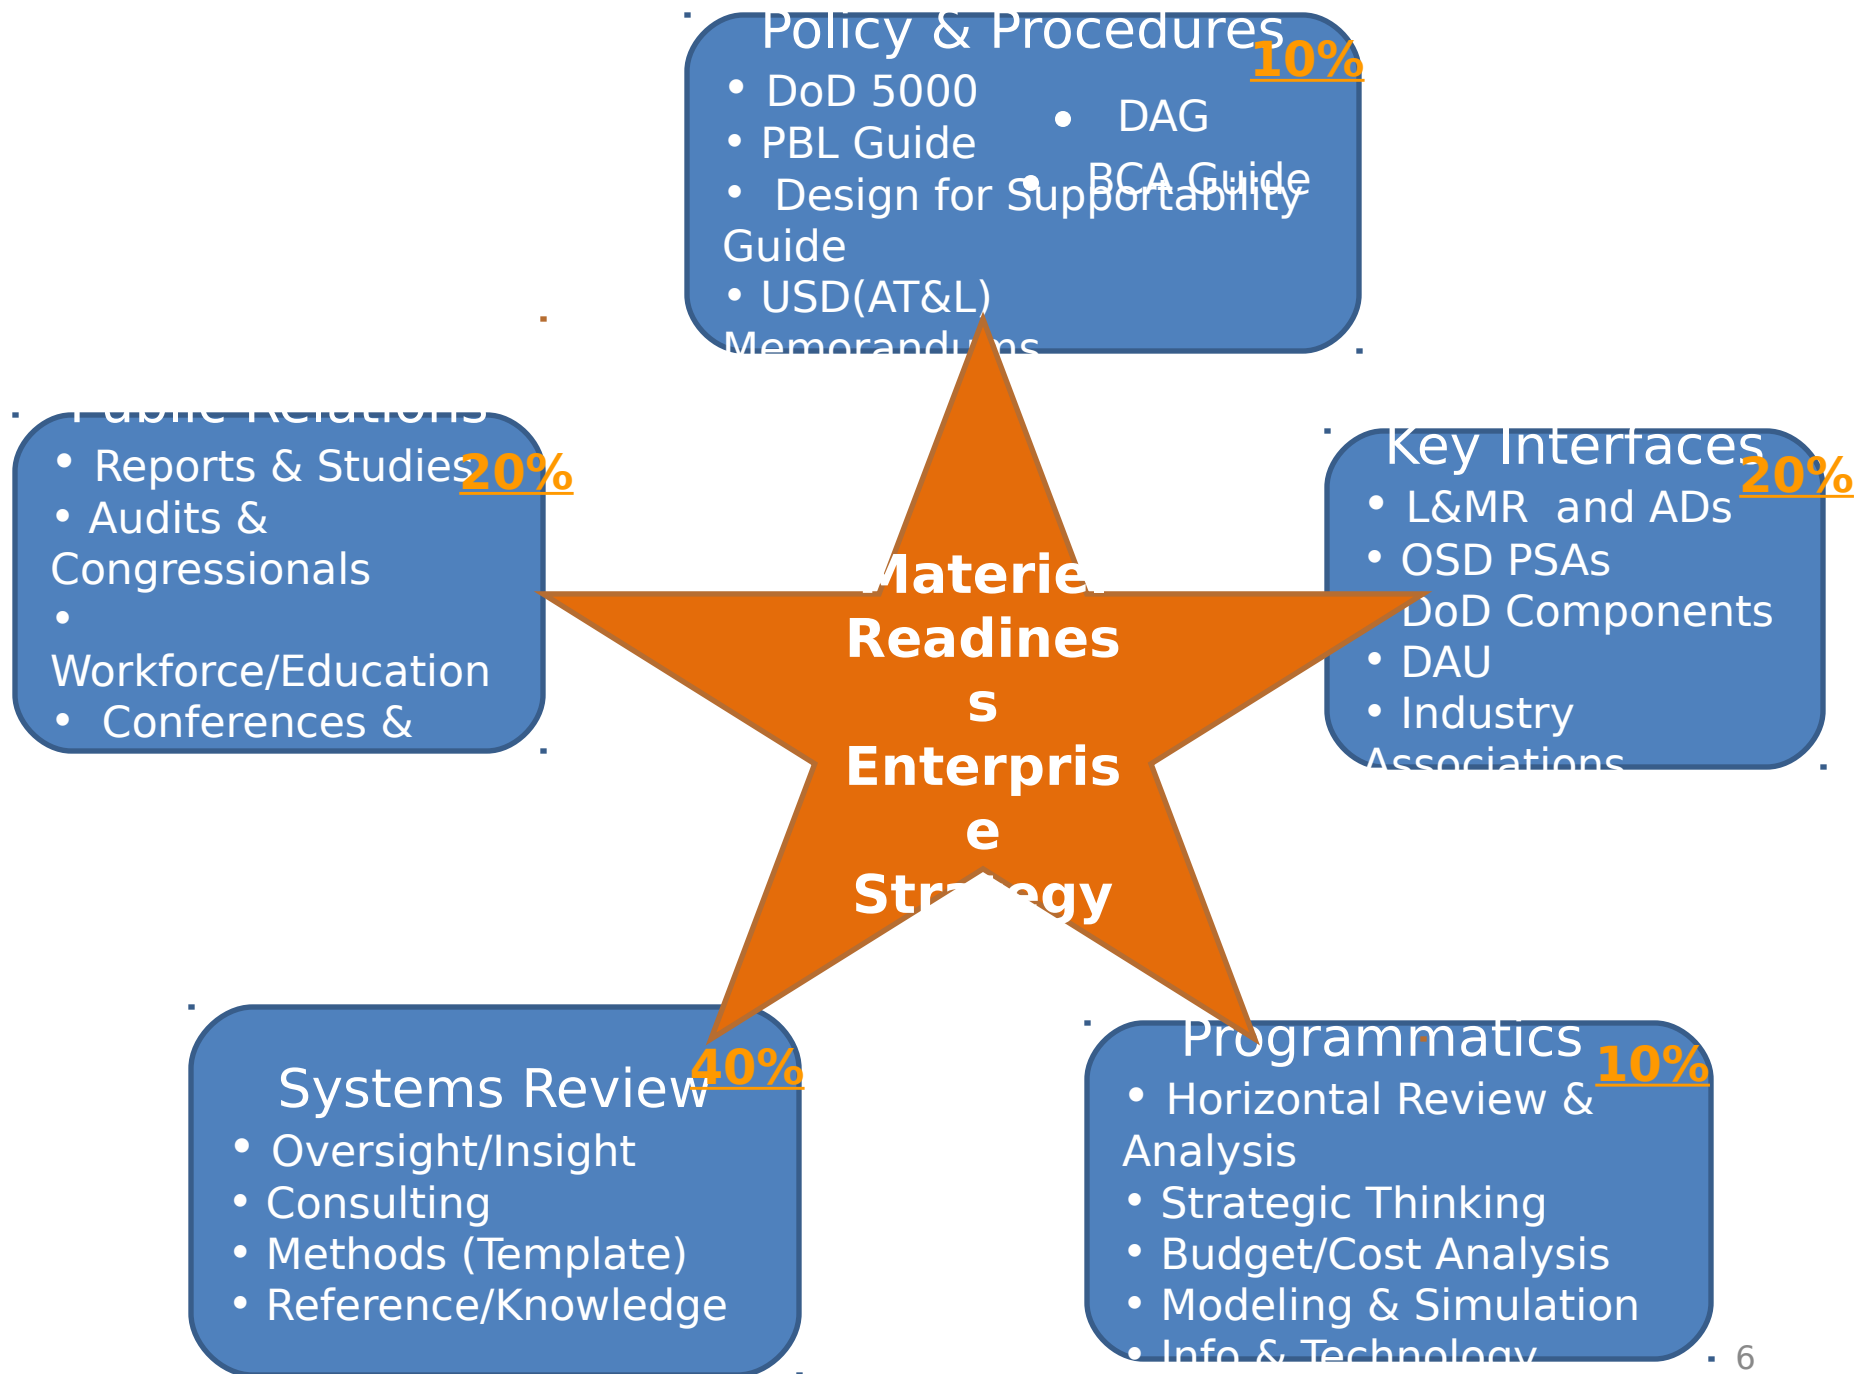 Policy & Procedures
10%
• DoD 5000
• PBL Guide
• Design for Supportability
Guide
• USD(AT&L)
Memorandums
• DAG
• BCA Guide
Public Relations
20%
• Reports & Studies
• Audits &
Congressionals
•
Workforce/Education
• Conferences &
Key Interfaces
20%
• L&MR and ADs
• OSD PSAs
DoD Components
• DAU
• Industry
Associations
Materiel
Readines
s
Enterpris
e
Strategy
Systems Review
40%
• Oversight/Insight
• Consulting
• Methods (Template)
• Reference/Knowledge
Programmatics
10%
• Horizontal Review &
Analysis
• Strategic Thinking
• Budget/Cost Analysis
• Modeling & Simulation
• Info & Technology
6